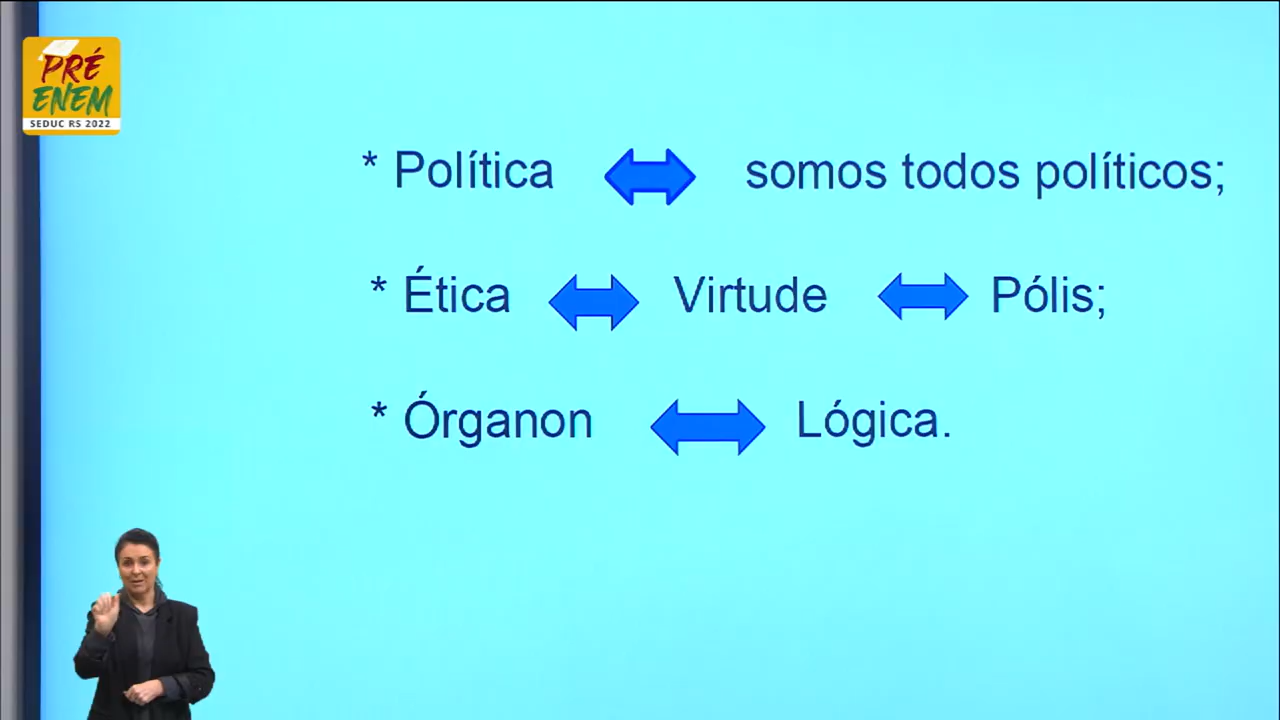 PRÉ
ENEM
SEDUC RS 2022
* Política somos todos políticos;
* Ética Virtude Pólis;
* Órganon Lógica.